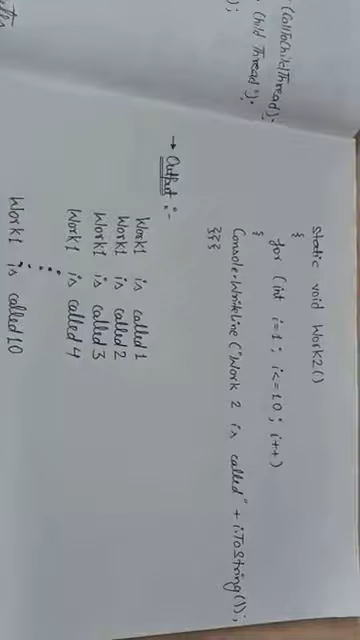 (CallToChildThread);
);
Child Thread");
static void Work2()
{
for (int i=1; i<=10; i++)
{
Console.WriteLine("Work 2 is called" + i.ToString());
}}}
→ Output :-
Work1 is called 1
Work1 is called 2
Work1 is called 3
Work1 is called 4
⋮
Work1 is called 10